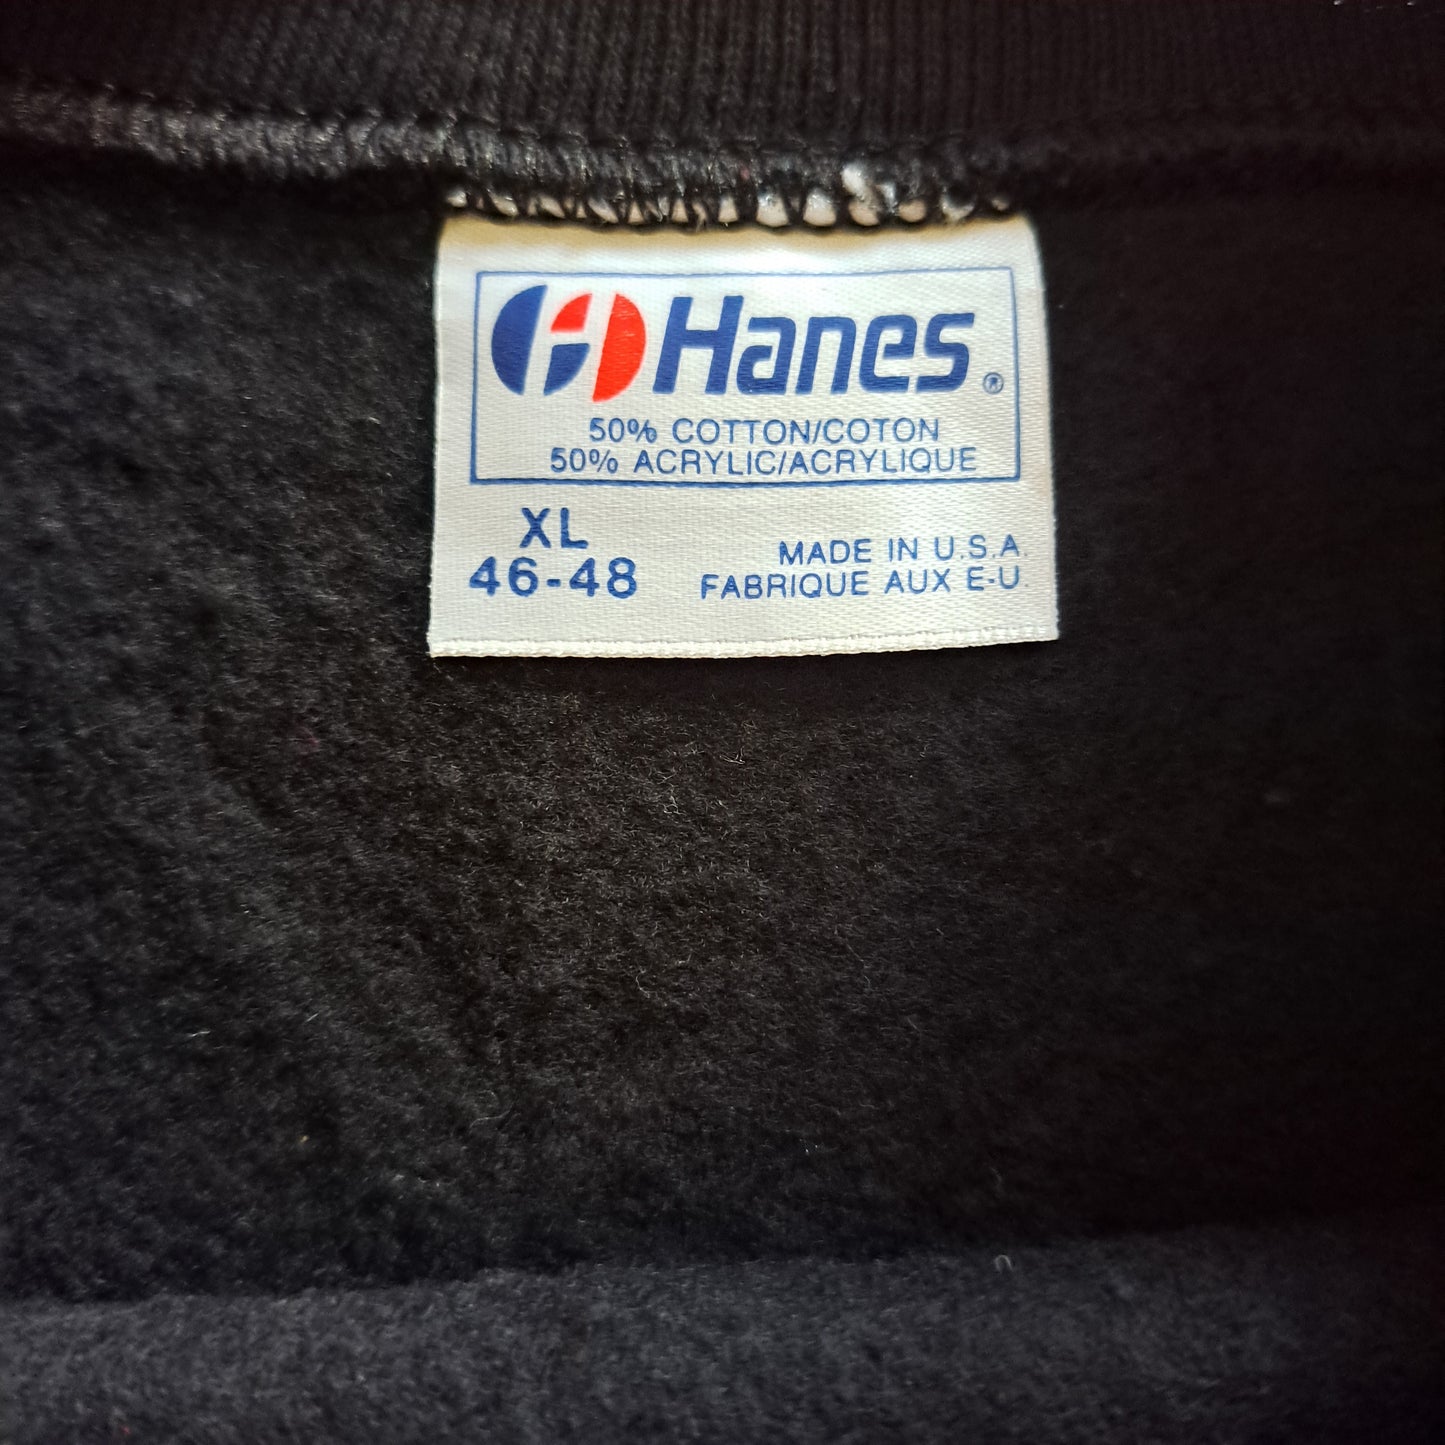 Hanes®
50% COTTON/COTON
50% ACRYLIC/ACRYLIQUE
XL
46-48
MADE IN U.S.A.
FABRIQUE AUX E-U.